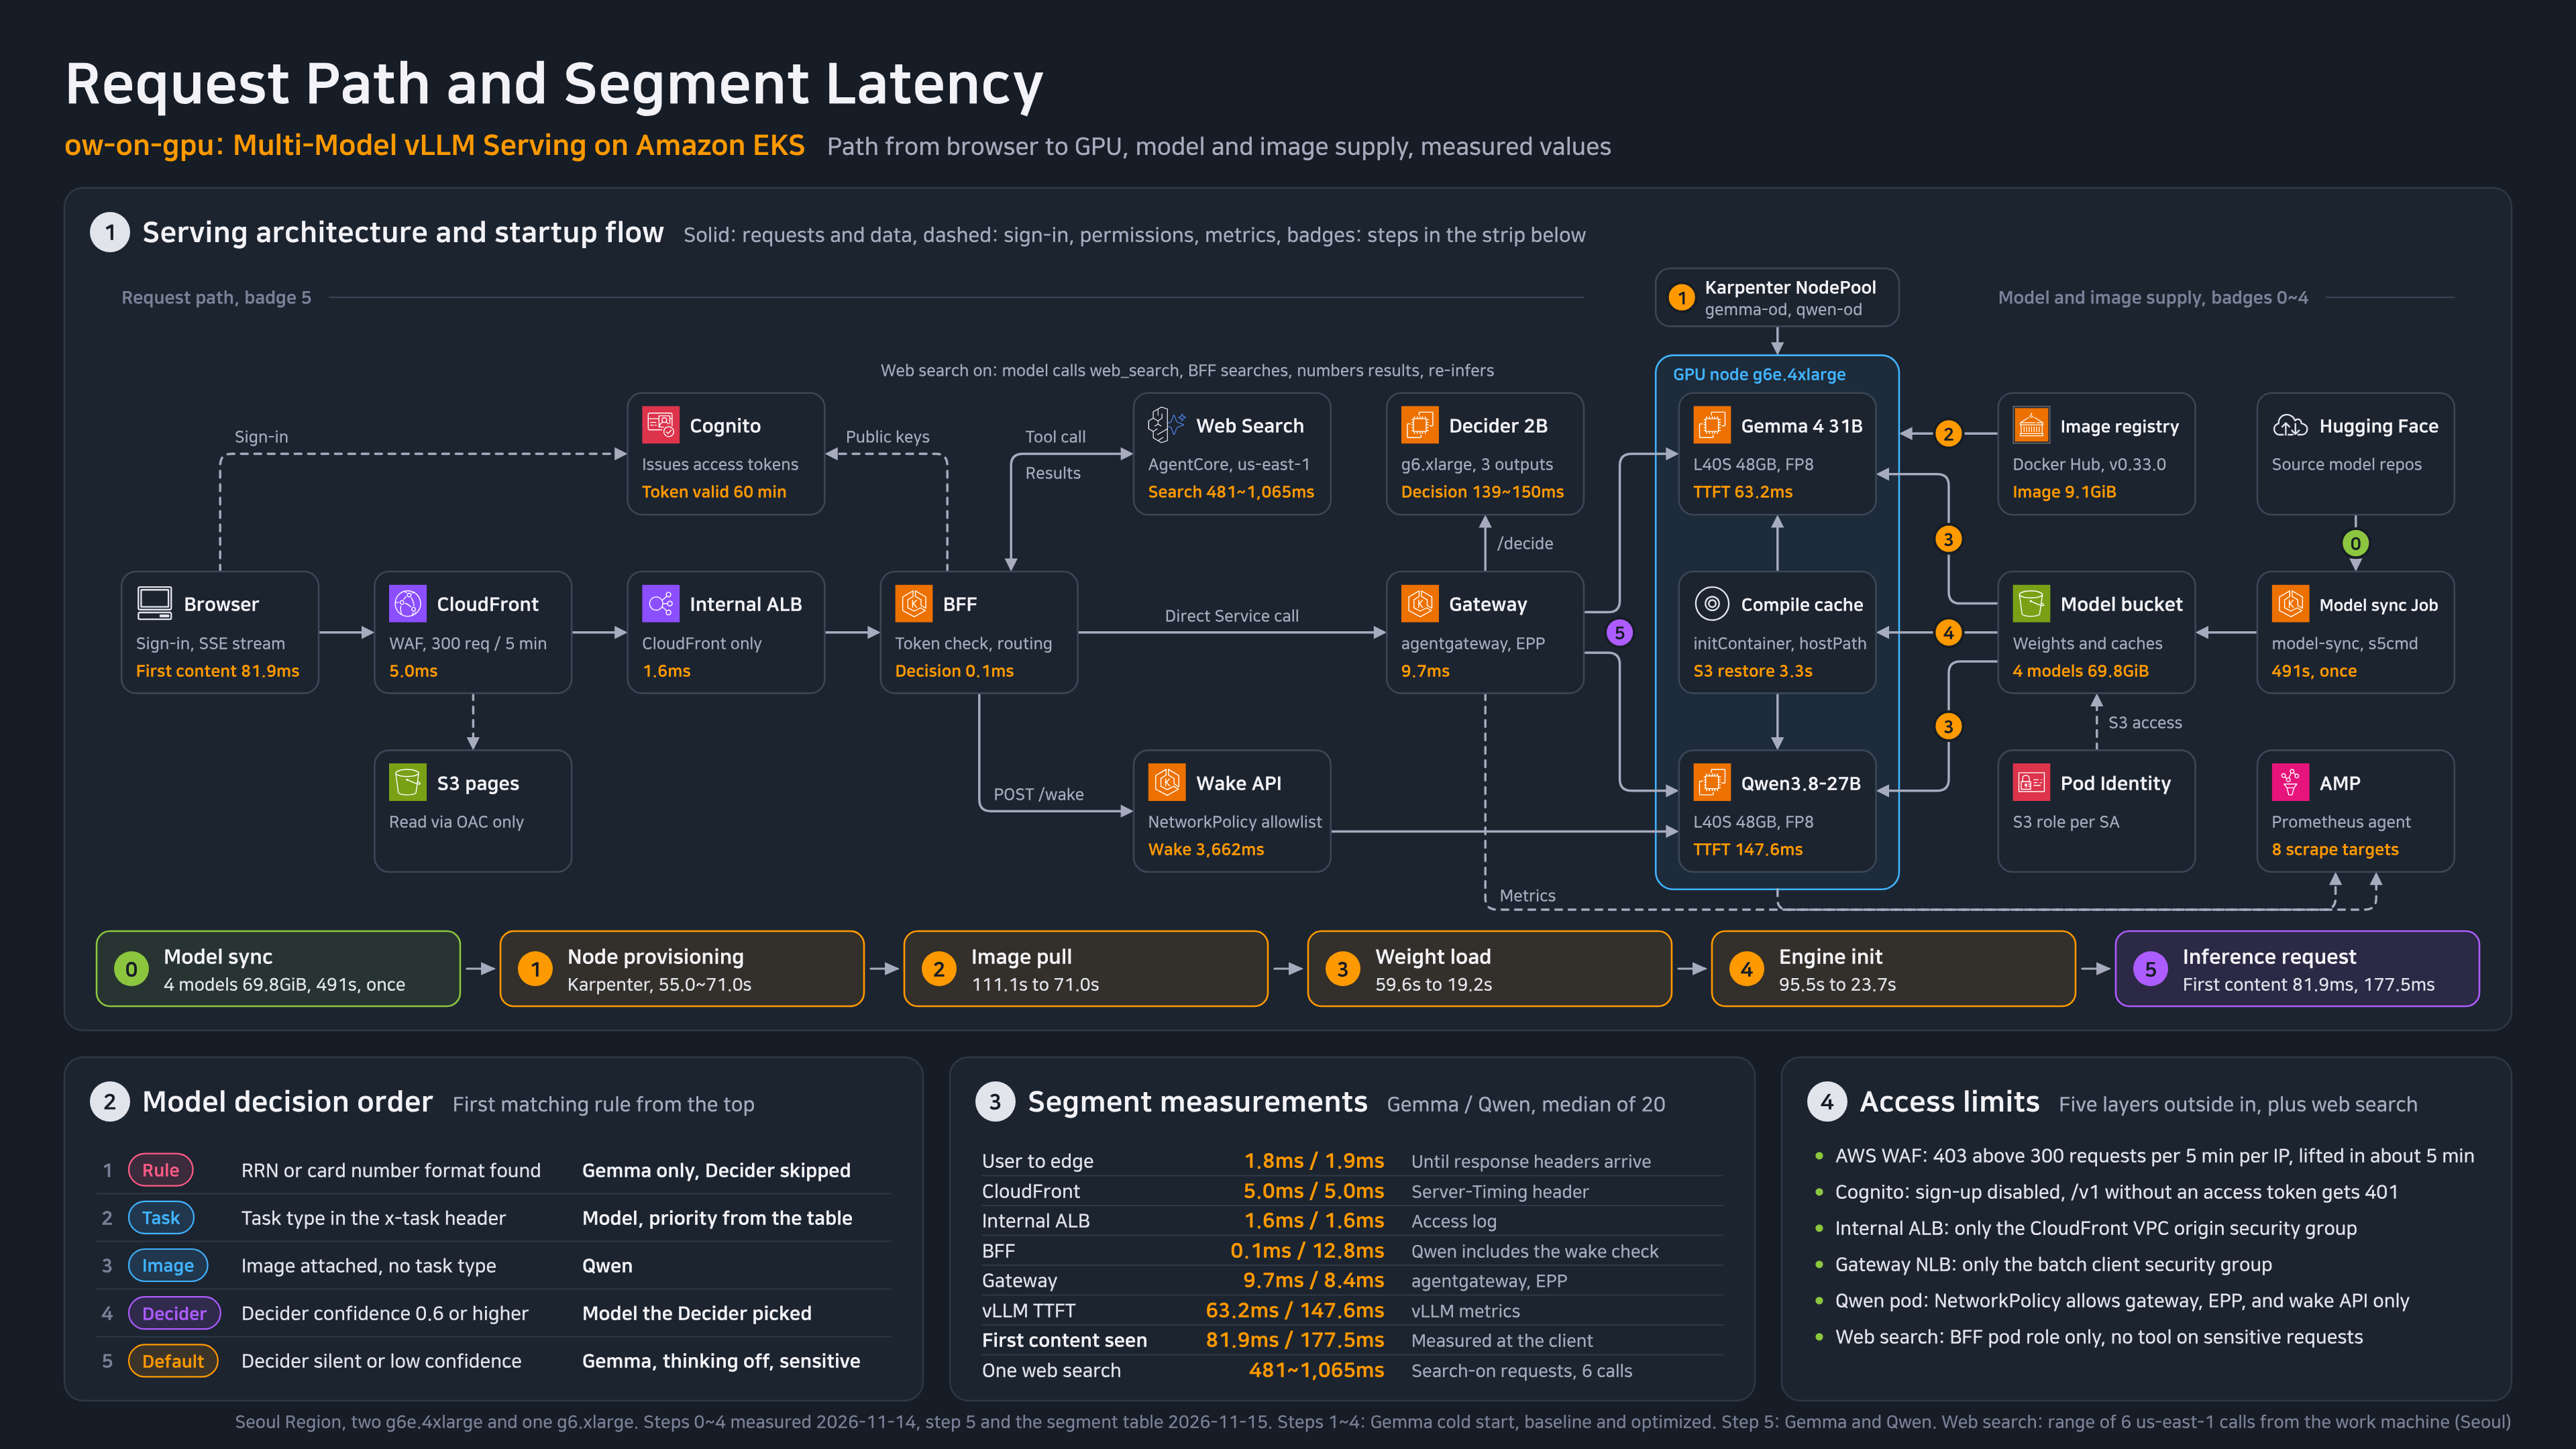 Request Path and Segment Latency
ow-on-gpu: Multi-Model vLLM Serving on Amazon EKS Path from browser to GPU, model and image supply, measured values
1 Serving architecture and startup flow Solid: requests and data, dashed: sign-in, permissions, metrics, badges: steps in the strip below
Request path, badge 5
1 Karpenter NodePool
gemma-od, qwen-od
Model and image supply, badges 0~4
Web search on: model calls web_search, BFF searches, numbers results, re-infers
GPU node g6e.4xlarge
Sign-in
Cognito
Issues access tokens
Token valid 60 min
Public keys
Tool call
Results
Web Search
AgentCore, us-east-1
Search 481~1,065ms
Decider 2B
g6.xlarge, 3 outputs
Decision 139~150ms
Gemma 4 31B
L40S 48GB, FP8
TTFT 63.2ms
2
Image registry
Docker Hub, v0.33.0
Image 9.1GiB
Hugging Face
Source model repos
/decide
3
0
Browser
Sign-in, SSE stream
First content 81.9ms
CloudFront
WAF, 300 req / 5 min
5.0ms
Internal ALB
CloudFront only
1.6ms
BFF
Token check, routing
Decision 0.1ms
Direct Service call
Gateway
agentgateway, EPP
9.7ms
5
Compile cache
initContainer, hostPath
S3 restore 3.3s
4
Model bucket
Weights and caches
4 models 69.8GiB
Model sync Job
model-sync, s5cmd
491s, once
3
S3 access
S3 pages
Read via OAC only
POST /wake
Wake API
NetworkPolicy allowlist
Wake 3,662ms
Qwen3.8-27B
L40S 48GB, FP8
TTFT 147.6ms
Pod Identity
S3 role per SA
AMP
Prometheus agent
8 scrape targets
Metrics
0 Model sync
4 models 69.8GiB, 491s, once
1 Node provisioning
Karpenter, 55.0~71.0s
2 Image pull
111.1s to 71.0s
3 Weight load
59.6s to 19.2s
4 Engine init
95.5s to 23.7s
5 Inference request
First content 81.9ms, 177.5ms
2 Model decision order First matching rule from the top
1 Rule RRN or card number format found Gemma only, Decider skipped
2 Task Task type in the x-task header Model, priority from the table
3 Image Image attached, no task type Qwen
4 Decider Decider confidence 0.6 or higher Model the Decider picked
5 Default Decider silent or low confidence Gemma, thinking off, sensitive
3 Segment measurements Gemma / Qwen, median of 20
User to edge 1.8ms / 1.9ms Until response headers arrive
CloudFront 5.0ms / 5.0ms Server-Timing header
Internal ALB 1.6ms / 1.6ms Access log
BFF 0.1ms / 12.8ms Qwen includes the wake check
Gateway 9.7ms / 8.4ms agentgateway, EPP
vLLM TTFT 63.2ms / 147.6ms vLLM metrics
First content seen 81.9ms / 177.5ms Measured at the client
One web search 481~1,065ms Search-on requests, 6 calls
4 Access limits Five layers outside in, plus web search
• AWS WAF: 403 above 300 requests per 5 min per IP, lifted in about 5 min
• Cognito: sign-up disabled, /v1 without an access token gets 401
• Internal ALB: only the CloudFront VPC origin security group
• Gateway NLB: only the batch client security group
• Qwen pod: NetworkPolicy allows gateway, EPP, and wake API only
• Web search: BFF pod role only, no tool on sensitive requests
Seoul Region, two g6e.4xlarge and one g6.xlarge. Steps 0~4 measured 2026-11-14, step 5 and the segment table 2026-11-15. Steps 1~4: Gemma cold start, baseline and optimized. Step 5: Gemma and Qwen. Web search: range of 6 us-east-1 calls from the work machine (Seoul)